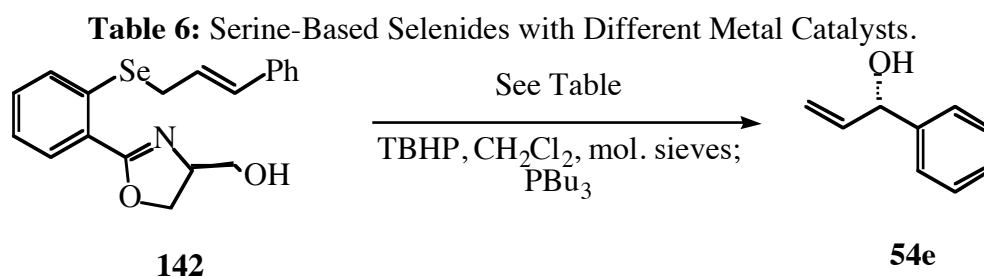 Table 6: Serine-Based Selenides with Different Metal Catalysts.
Se
Ph
N
O
OH
142
See Table
TBHP, CH2Cl2, mol. sieves;
PBu3
OH
54e